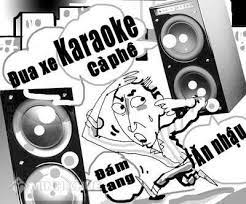 Đua xe
Karaoke
Cà phê
Đám
tang
Ăn nhậu